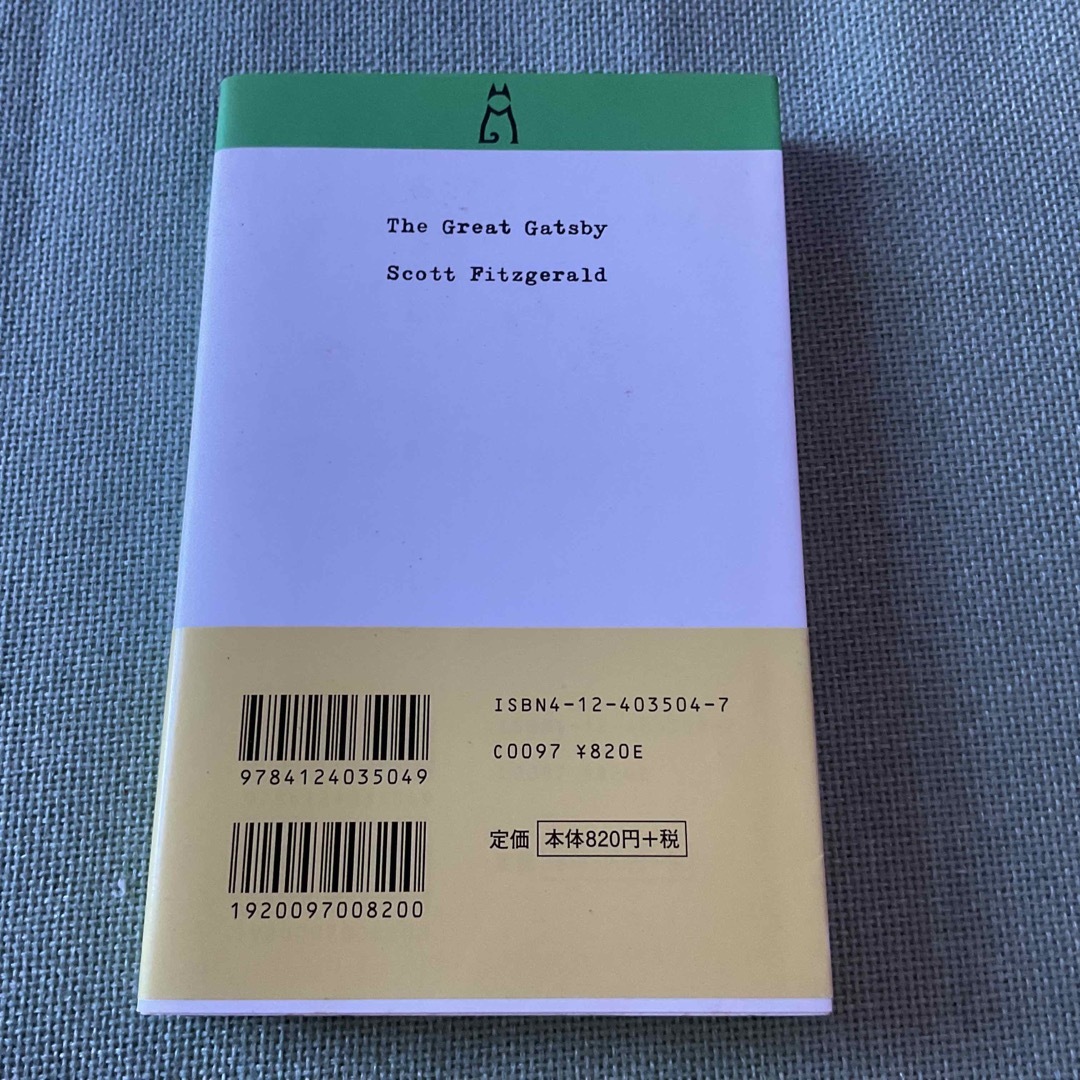 The Great Gatsby
Scott Fitzgerald
ISBN4-12-403504-7
9784124035049
C0097 ¥820E
定価 本体820円+税
1920097008200